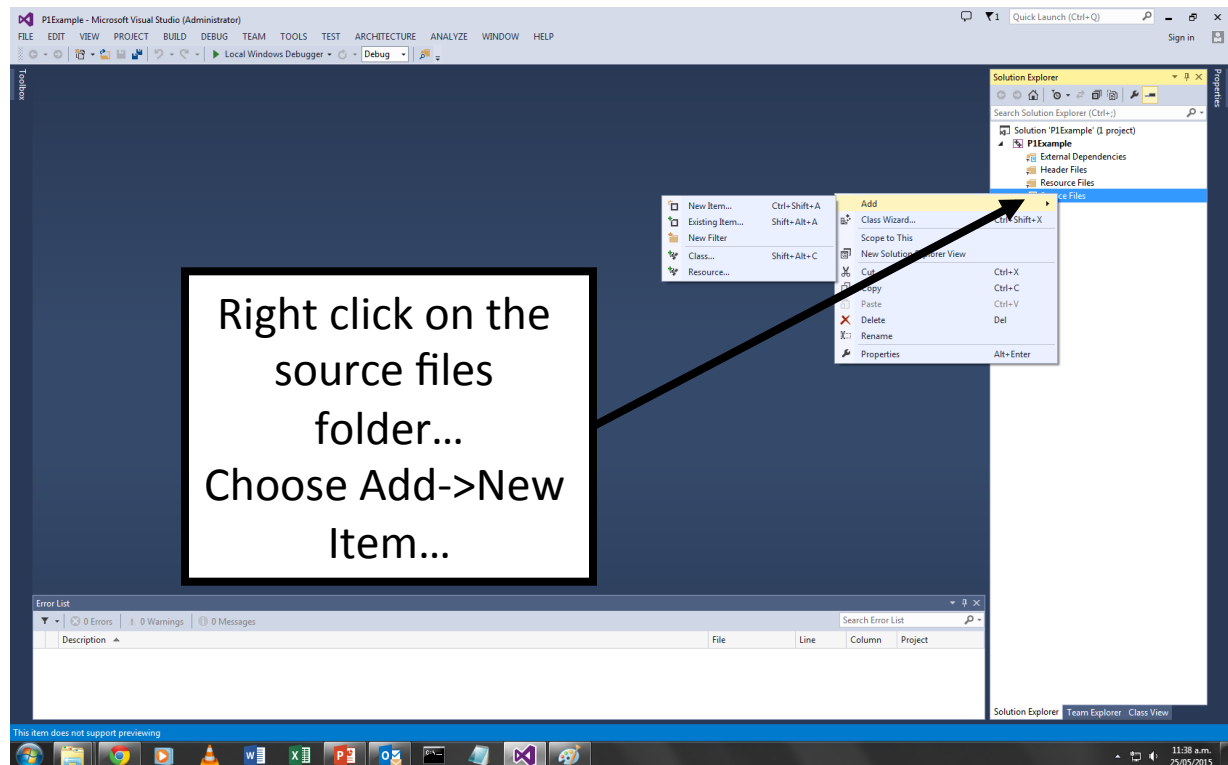 P1Example - Microsoft Visual Studio (Administrator)
1
Quick Launch (Ctrl+Q)
FILE EDIT VIEW PROJECT BUILD DEBUG TEAM TOOLS TEST ARCHITECTURE ANALYZE WINDOW HELP
Sign in
Local Windows Debugger
Debug
Toolbox
Properties
Solution Explorer
Search Solution Explorer (Ctrl+;)
Solution 'P1Example' (1 project)
P1Example
External Dependencies
Header Files
Resource Files
Files
Add
Class Wizard... Ctrl+Shift+X
Scope to This
New Solution Explorer View
Cut Ctrl+X
Copy Ctrl+C
Paste Ctrl+V
Delete Del
Rename
Properties Alt+Enter
New Item... Ctrl+Shift+A
Existing Item... Shift+Alt+A
New Filter
Class... Shift+Alt+C
Resource...
Right click on the
source files
folder...
Choose Add->New
Item...
Error List
0 Errors 0 Warnings 0 Messages
Search Error List
Description File Line Column Project
Solution Explorer Team Explorer Class View
This item does not support previewing
11:38 a.m.
25/05/2015